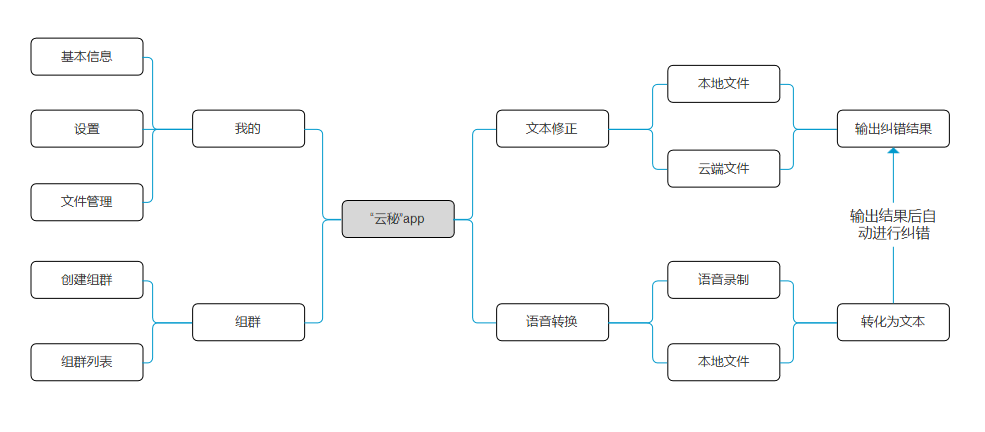 基本信息
设置
文件管理
创建组群
组群列表
我的
组群
“云秘”app
文本修正
语音转换
本地文件
云端文件
语音录制
本地文件
输出纠错结果
输出结果后自
动进行纠错
转化为文本